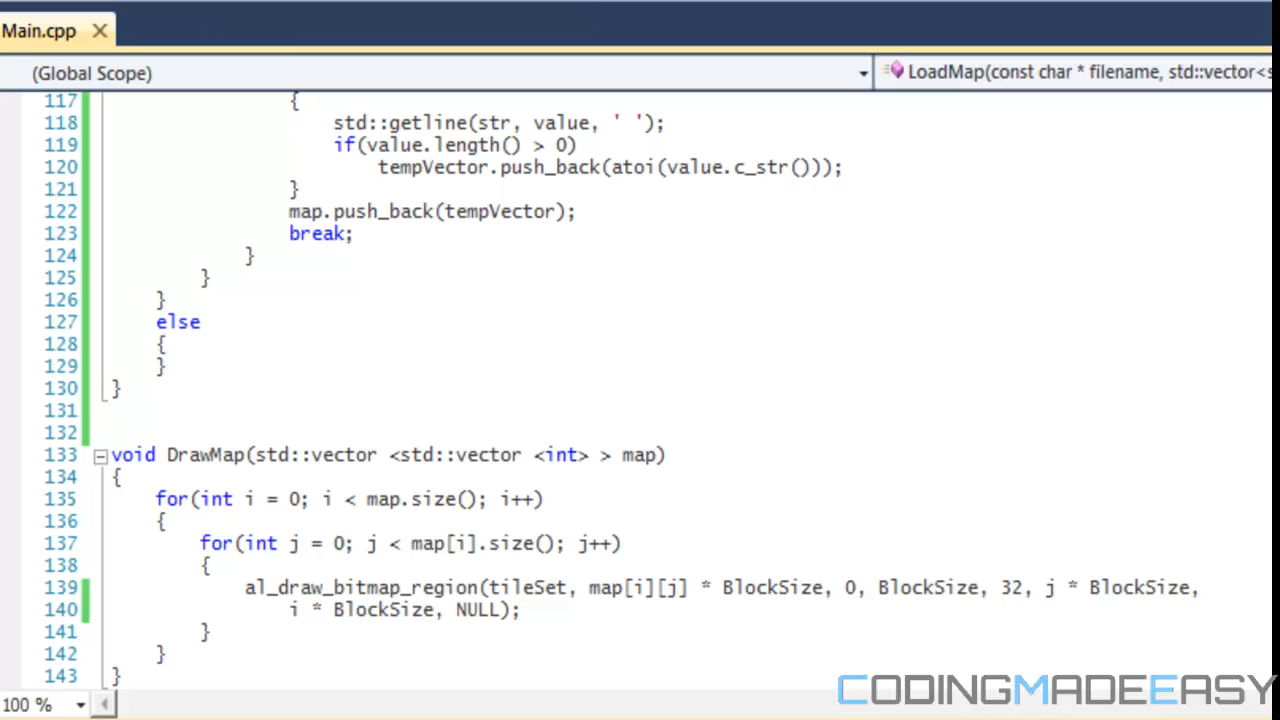 Main.cpp
(Global Scope)
LoadMap(const char * filename, std::vector<s
117 {
118 std::getline(str, value, ' ');
119 if(value.length() > 0)
120 tempVector.push_back(atoi(value.c_str()));
121 }
122 map.push_back(tempVector);
123 break;
124 }
125 }
126 }
127 else
128 {
129 }
130 }
131
132
133 void DrawMap(std::vector <std::vector <int> > map)
134 {
135 for(int i = 0; i < map.size(); i++)
136 {
137 for(int j = 0; j < map[i].size(); j++)
138 {
139 al_draw_bitmap_region(tileSet, map[i][j] * BlockSize, 0, BlockSize, 32, j * BlockSize,
140 i * BlockSize, NULL);
141 }
142 }
143 }
100 %
CODINGMADEEASY